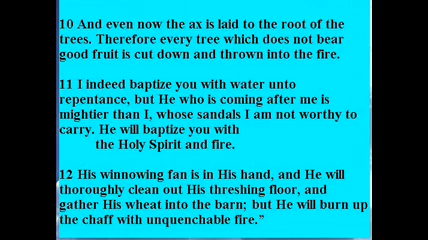 10 And even now the ax is laid to the root of the
trees. Therefore every tree which does not bear
good fruit is cut down and thrown into the fire.
11 I indeed baptize you with water unto
repentance, but He who is coming after me is
mightier than I, whose sandals I am not worthy to
carry. He will baptize you with
the Holy Spirit and fire.
12 His winnowing fan is in His hand, and He will
thoroughly clean out His threshing floor, and
gather His wheat into the barn; but He will burn up
the chaff with unquenchable fire.”